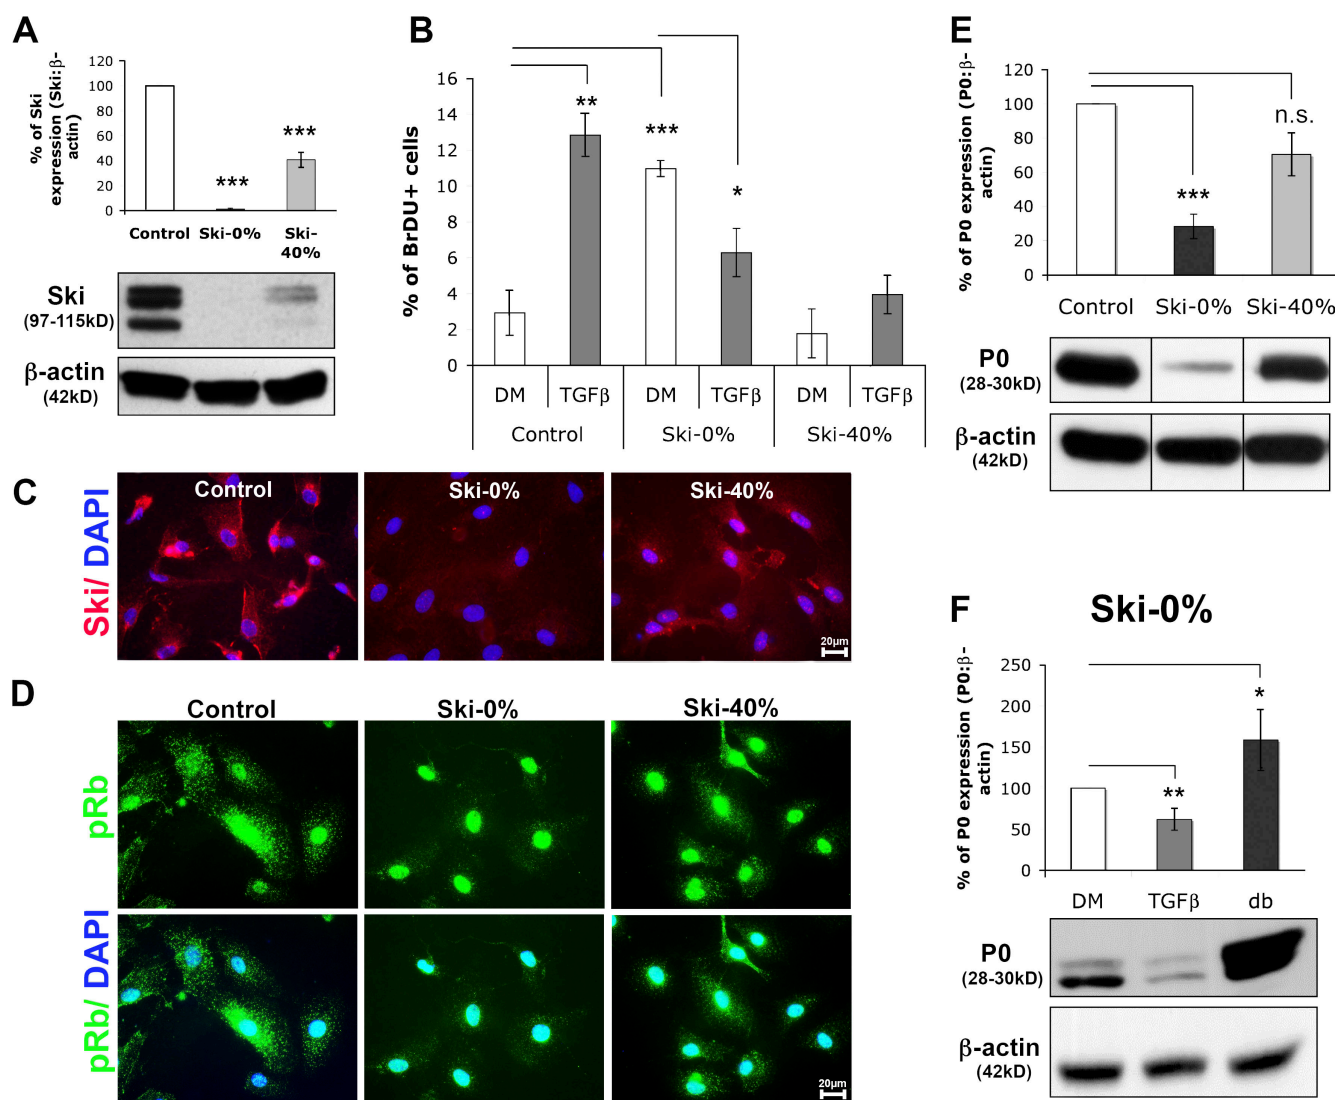 A
% of Ski
expression (Ski:β-
actin)
120
100
80
60
40
20
0
***
***
Control Ski-0% Ski-
40%
Ski
(97-115kD)
β-actin
(42kD)
B
% of BrDU+ cells
16
14
12
10
8
6
4
2
0
**
***
*
DM TGFβ DM TGFβ DM TGFβ
Control Ski-0% Ski-40%
C
Ski/ DAPI
Control
Ski-0%
Ski-40%
20μm
D
Control
Ski-0%
Ski-40%
pRb
pRb/ DAPI
20μm
E
% of P0 expression (P0:β-
actin)
120
100
80
60
40
20
0
***
n.s.
Control Ski-0% Ski-40%
P0
(28-30kD)
β-actin
(42kD)
F
Ski-0%
% of P0 expression (P0:β-
actin)
250
200
150
100
50
0
**
*
DM TGFβ db
P0
(28-30kD)
β-actin
(42kD)